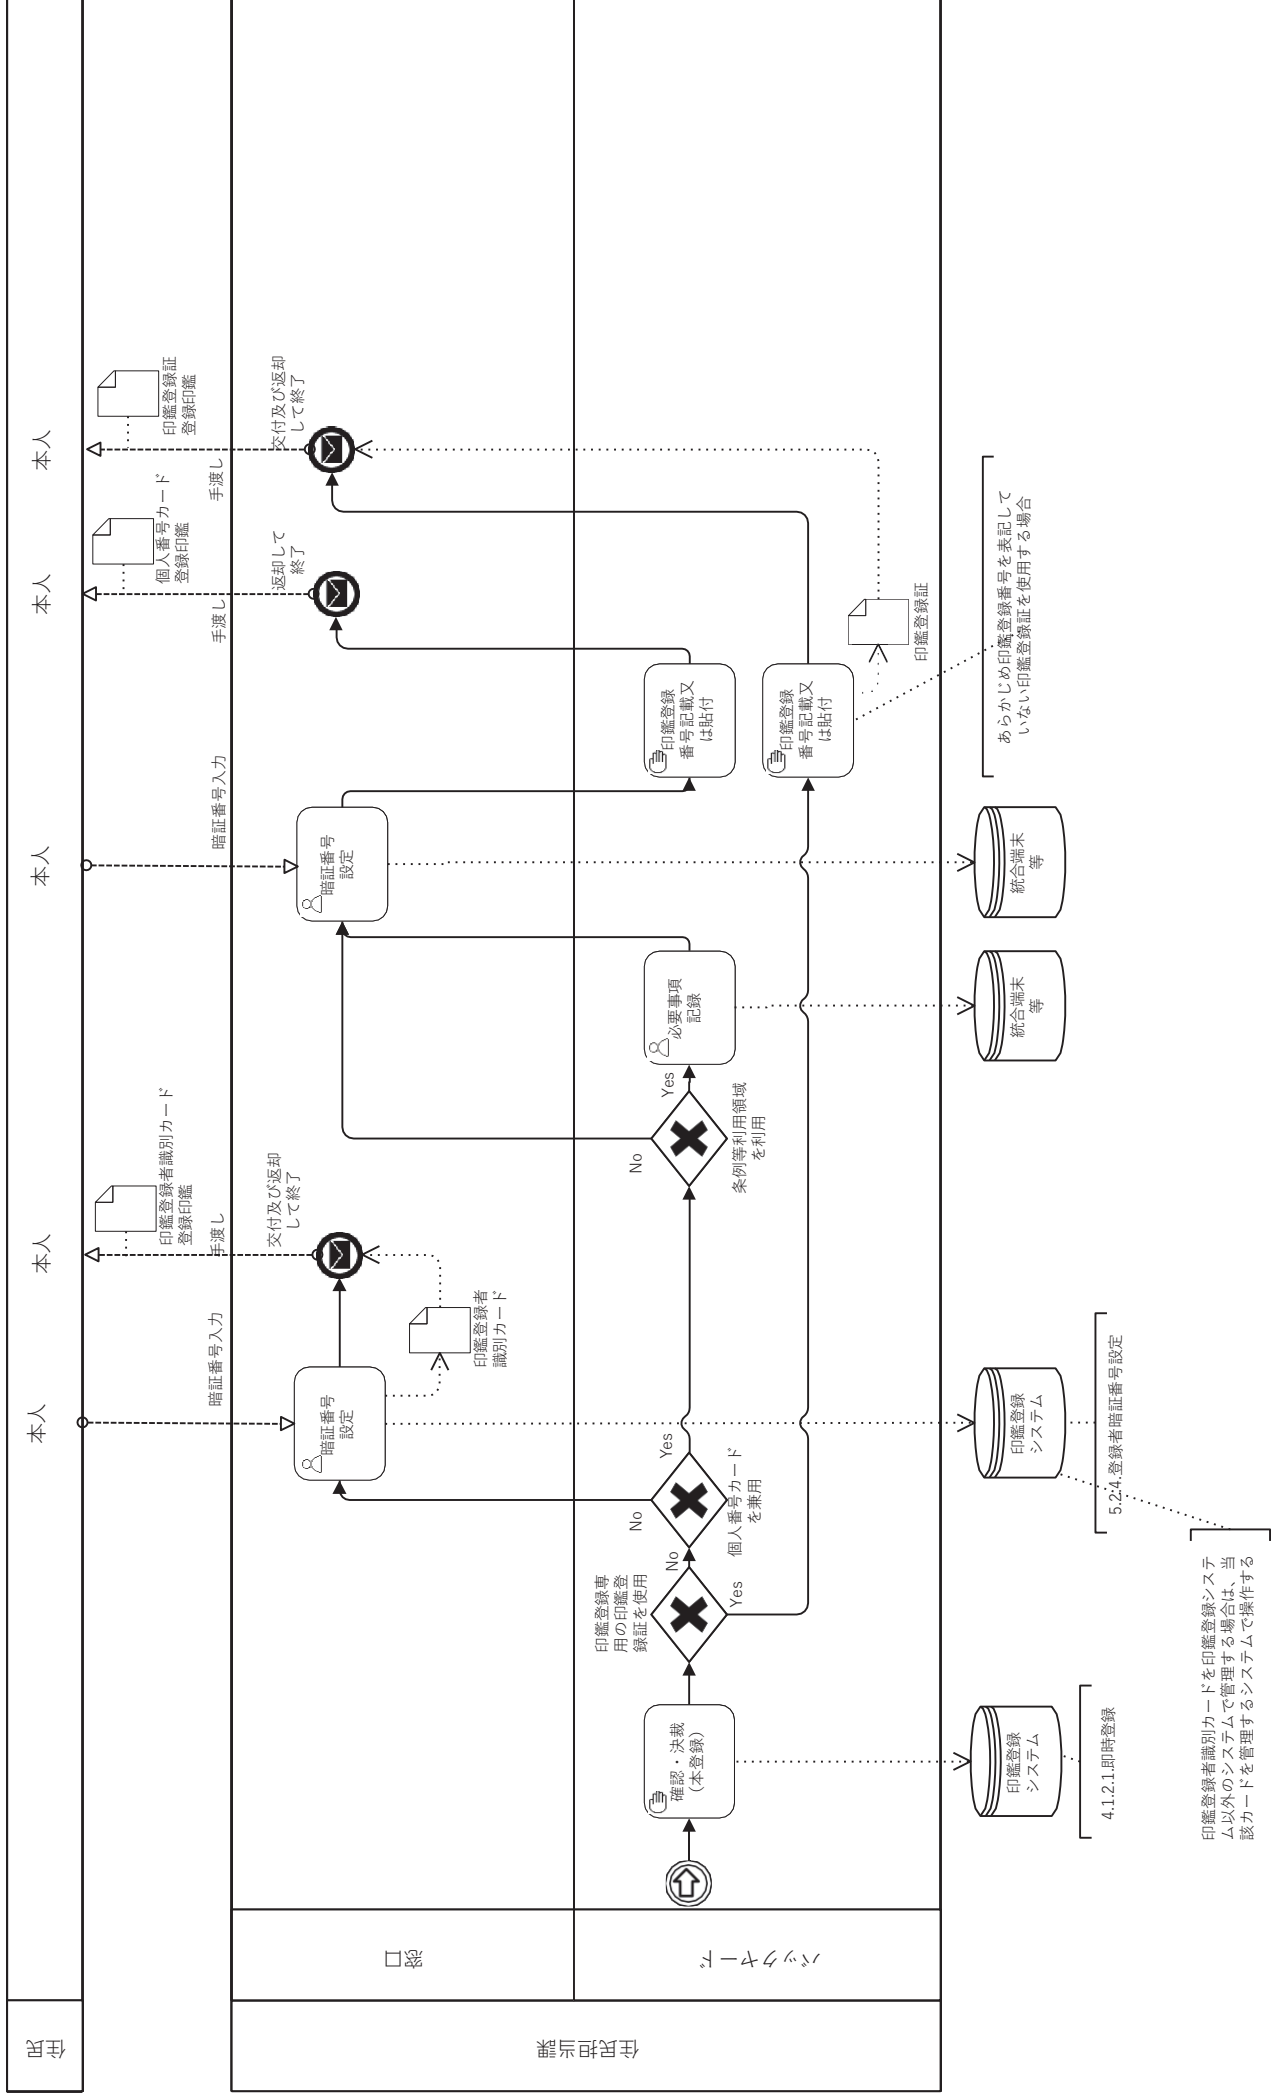 住民
住民担当課
窓口
バックヤード
本人
本人
本人
本人
本人
暗証番号入力
手渡し
印鑑登録者識別カード
登録印鑑
暗証番号入力
手渡し
個人番号カード
登録印鑑
手渡し
印鑑登録証
登録印鑑
暗証番号
設定
交付及び返却
して終了
印鑑登録者
識別カード
暗証番号
設定
返却して
終了
交付及び返却
して終了
確認・決裁
（本登録）
印鑑登録専
用の印鑑登
録証を使用
No
Yes
個人番号カード
を兼用
No
Yes
条例等利用領域
を利用
No
Yes
必要事項
記録
印鑑登録
番号記載又
は貼付
印鑑登録
番号記載又
は貼付
印鑑登録証
印鑑登録
システム
4.1.2.1.即時登録
印鑑登録
システム
5.2.4.登録者暗証番号設定
統合端末
等
統合端末
等
あらかじめ印鑑登録番号を表記して
いない印鑑登録証を使用する場合
印鑑登録者識別カードを印鑑登録システ
ム以外のシステムで管理する場合は、当
該カードを管理するシステムで操作する